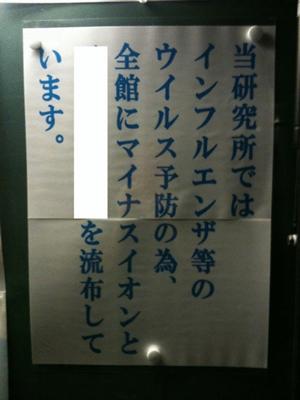 当研究所では
インフルエンザ等の
ウイルス予防の為、
全館にマイナスイオンと
を流布して
います。